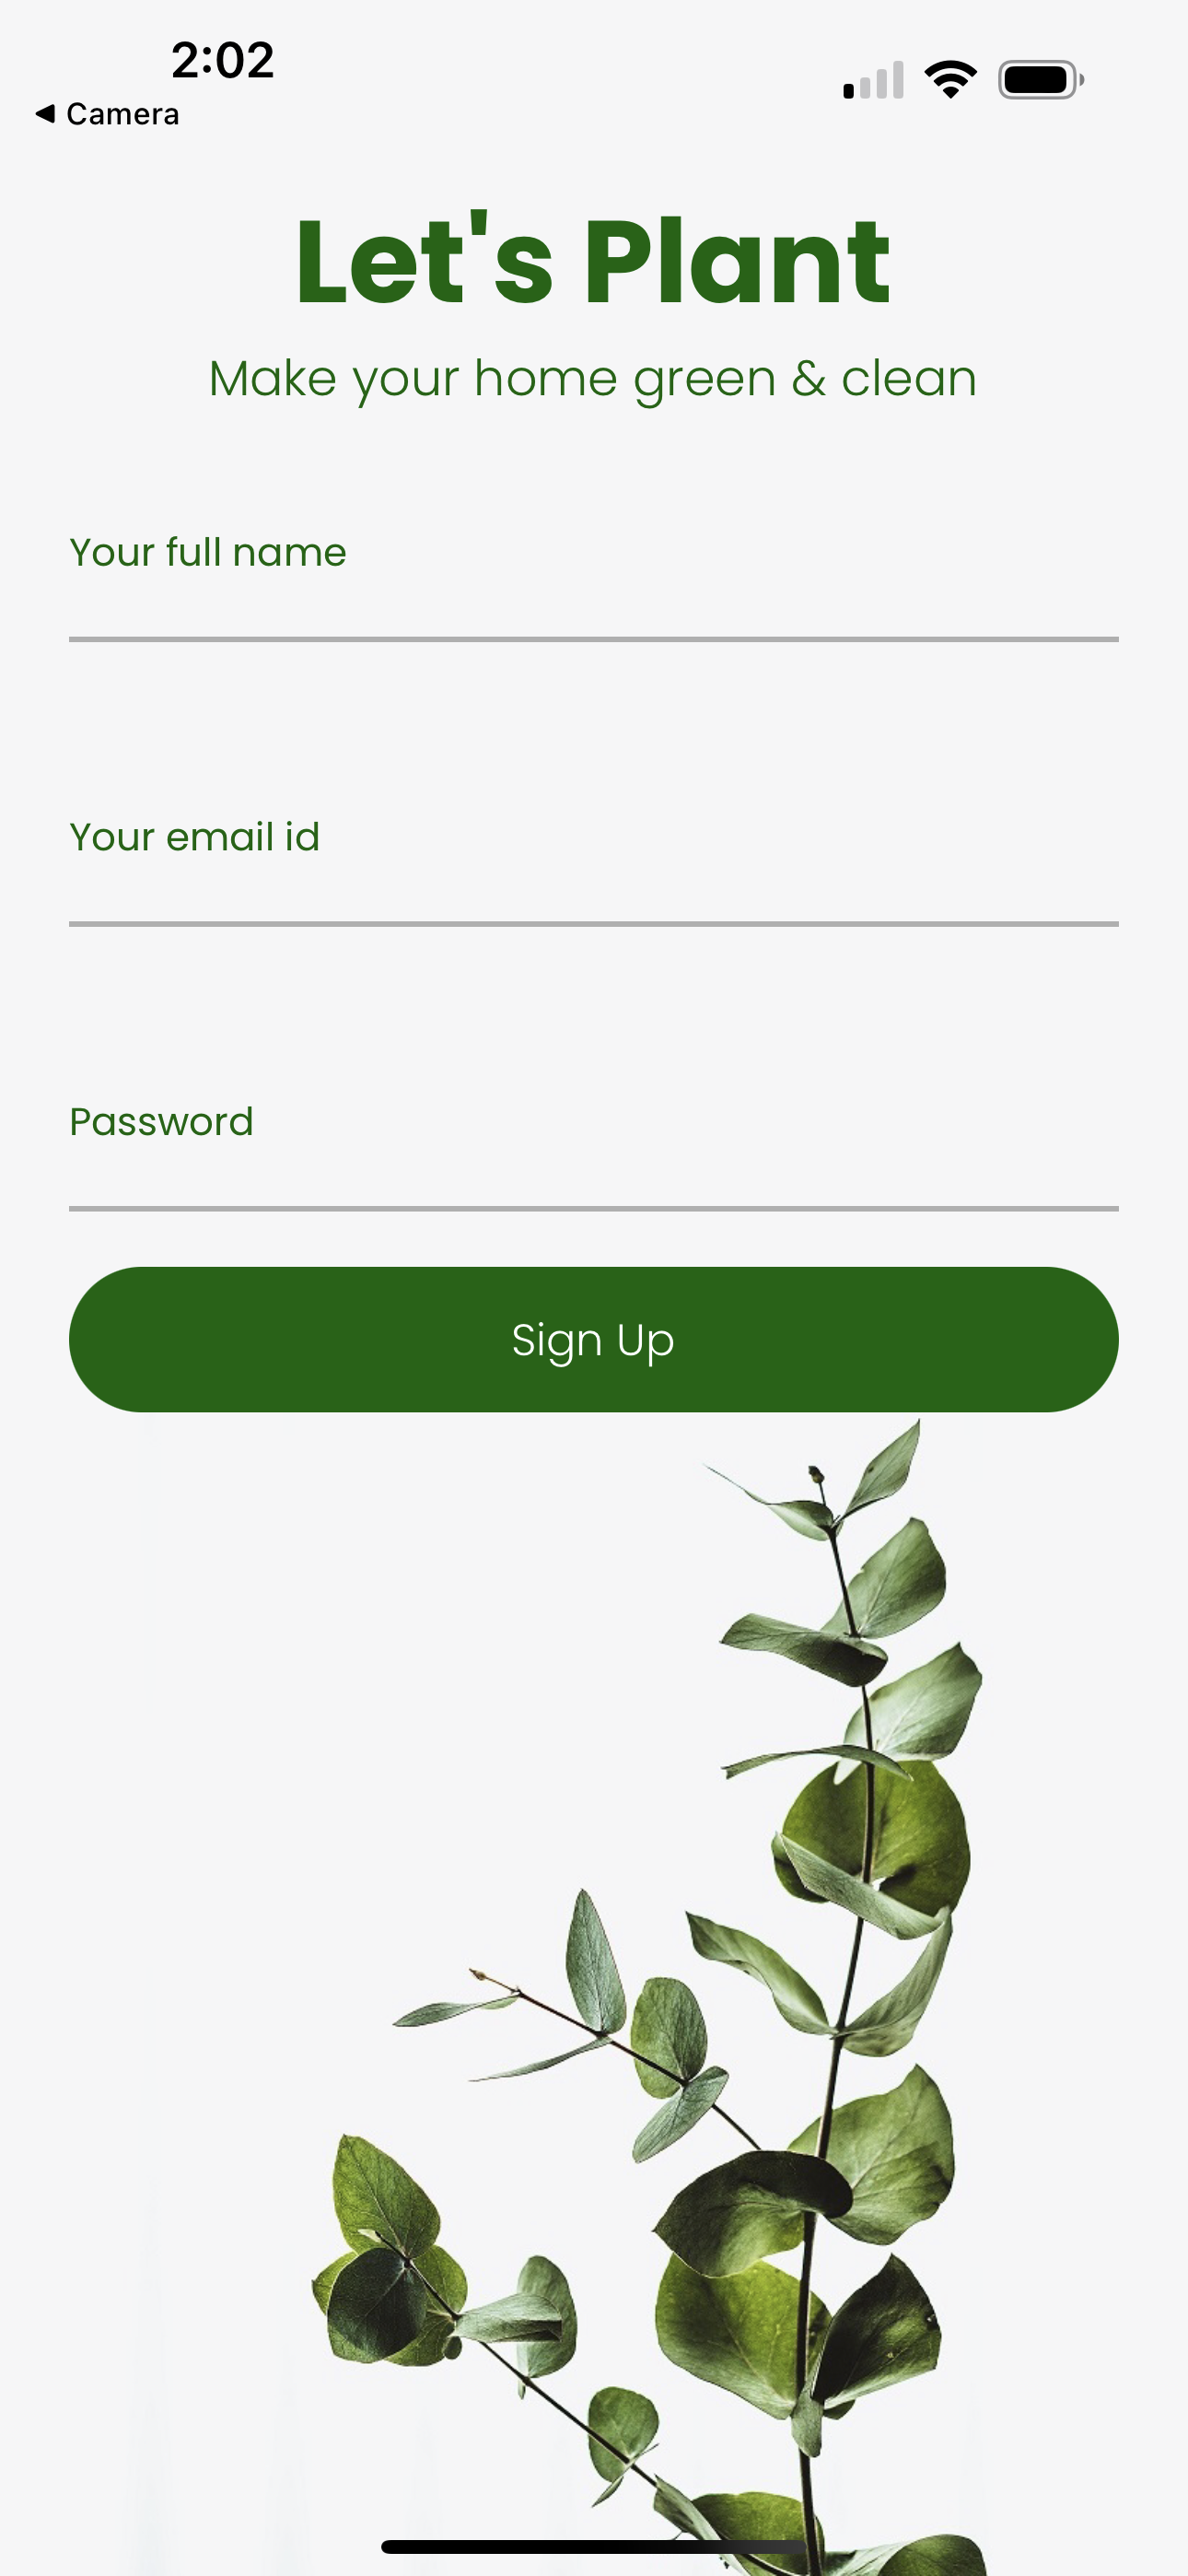 2:02
◀ Camera
Let's Plant
Make your home green & clean
Your full name
Your email id
Password
Sign Up